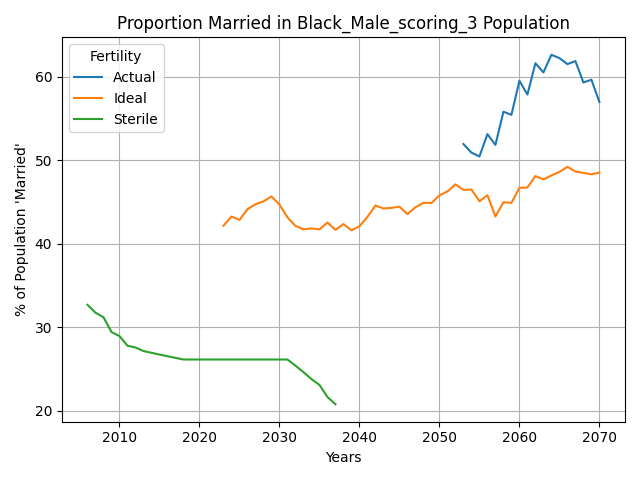 Proportion Married in Black_Male_scoring_3 Population
Fertility
Actual
Ideal
Sterile
% of Population 'Married'
60
50
40
30
20
2010 2020 2030 2040 2050 2060 2070
Years